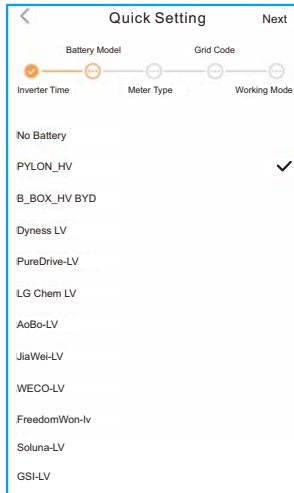 Quick Setting Next
Battery Model Grid Code
Inverter Time Meter Type Working Mode
No Battery
PYLON_HV
B_BOX_HV BYD
Dyness LV
PureDrive-LV
LG Chem LV
AoBo-LV
JiaWei-LV
WECO-LV
FreedomWon-lv
Soluna-LV
GSI-LV